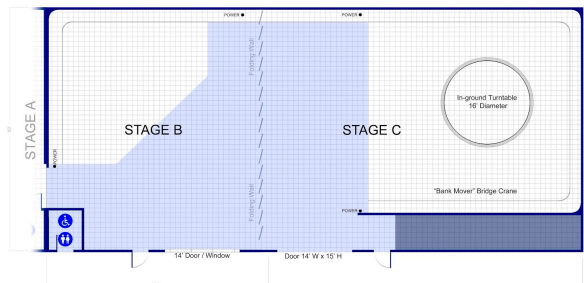 POWER
POWER
Folding Wall
In-ground Turntable
16' Diameter
STAGE A
STAGE B
STAGE C
POWER
"Bank Mover" Bridge Crane
Folding Wall
POWER
14' Door / Window
Door 14' W x 15' H